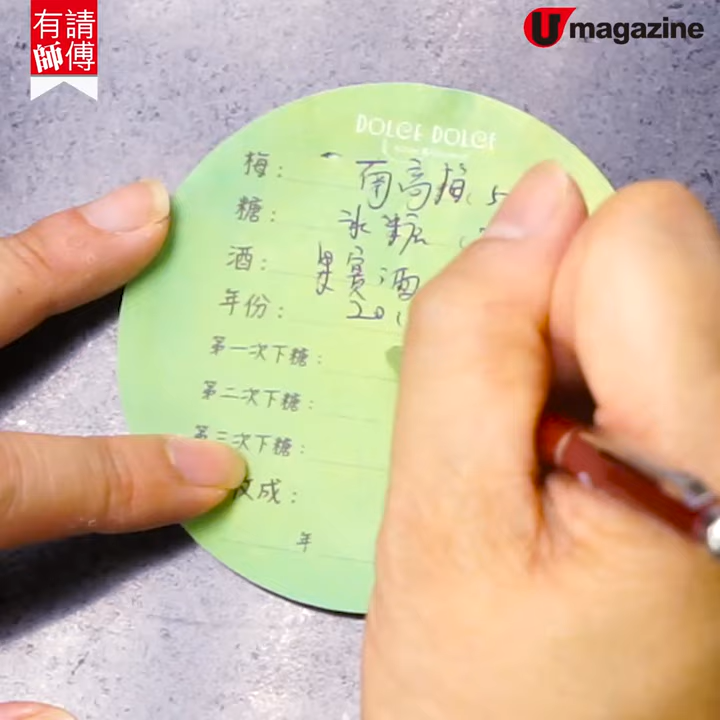 有請
師傅
U magazine
DOLCE DOLCE
梅： 南高梅 5
糖： 冰糖
酒： 果實酒
年份： 201
第一次下糖：
第二次下糖：
第三次下糖：
收成：
年